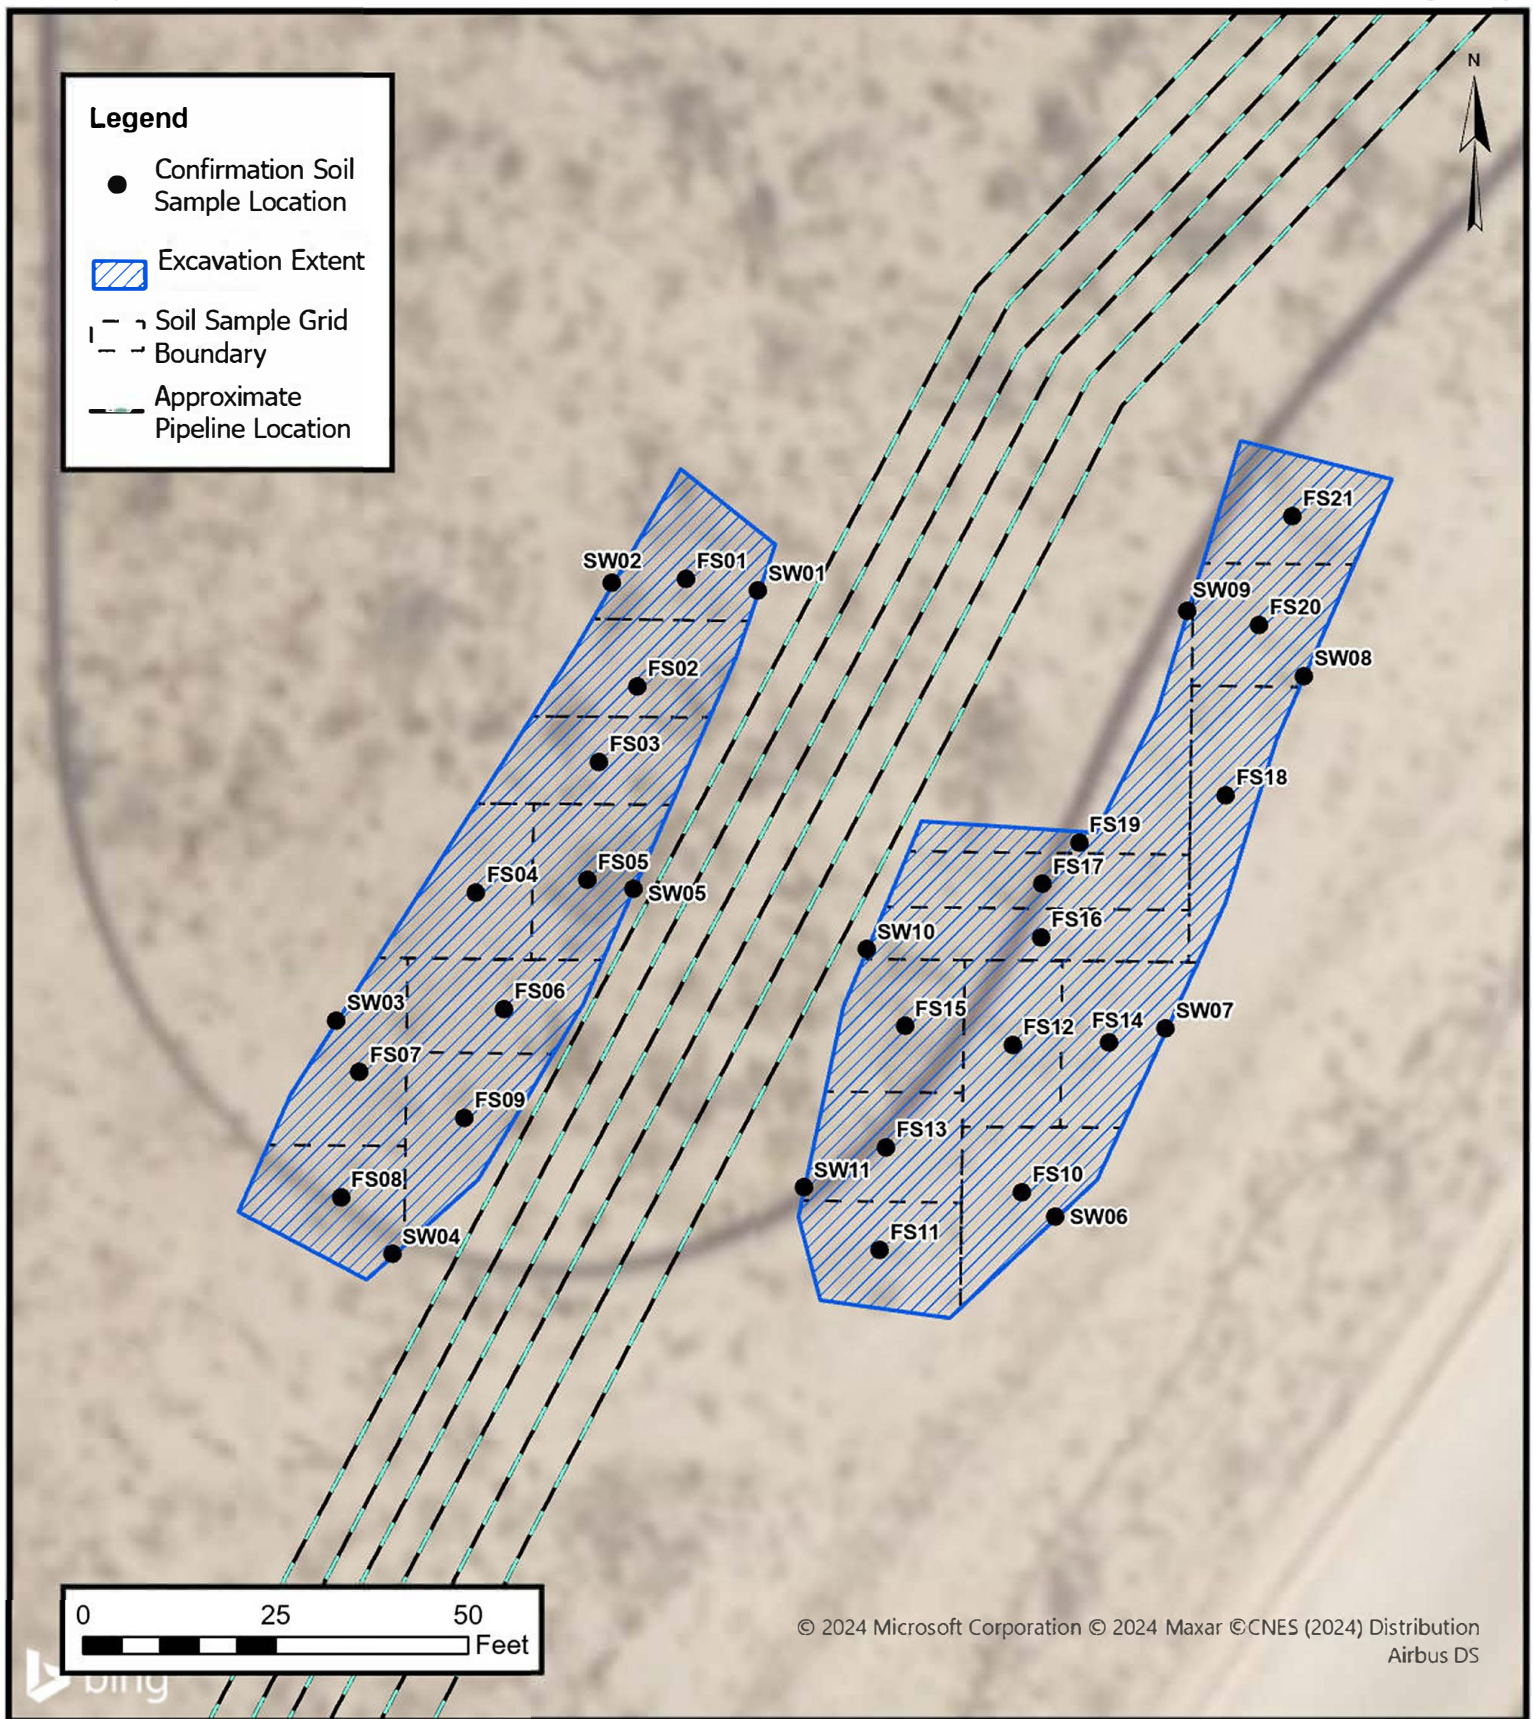 N
Legend
Confirmation Soil
Sample Location
Excavation Extent
Soil Sample Grid
Boundary
Approximate
Pipeline Location
FS21
SW02
FS01
SW01
SW09
FS20
SW08
FS02
FS03
FS18
FS19
FS17
FS05
FS04
SW05
FS16
SW10
FS06
SW03
FS15
SW07
FS12
FS14
FS07
FS09
FS13
SW11
FS10
FS08
SW06
SW04
FS11
0 25 50
Feet
bing
© 2024 Microsoft Corporation © 2024 Maxar ©CNES (2024) Distribution
Airbus DS